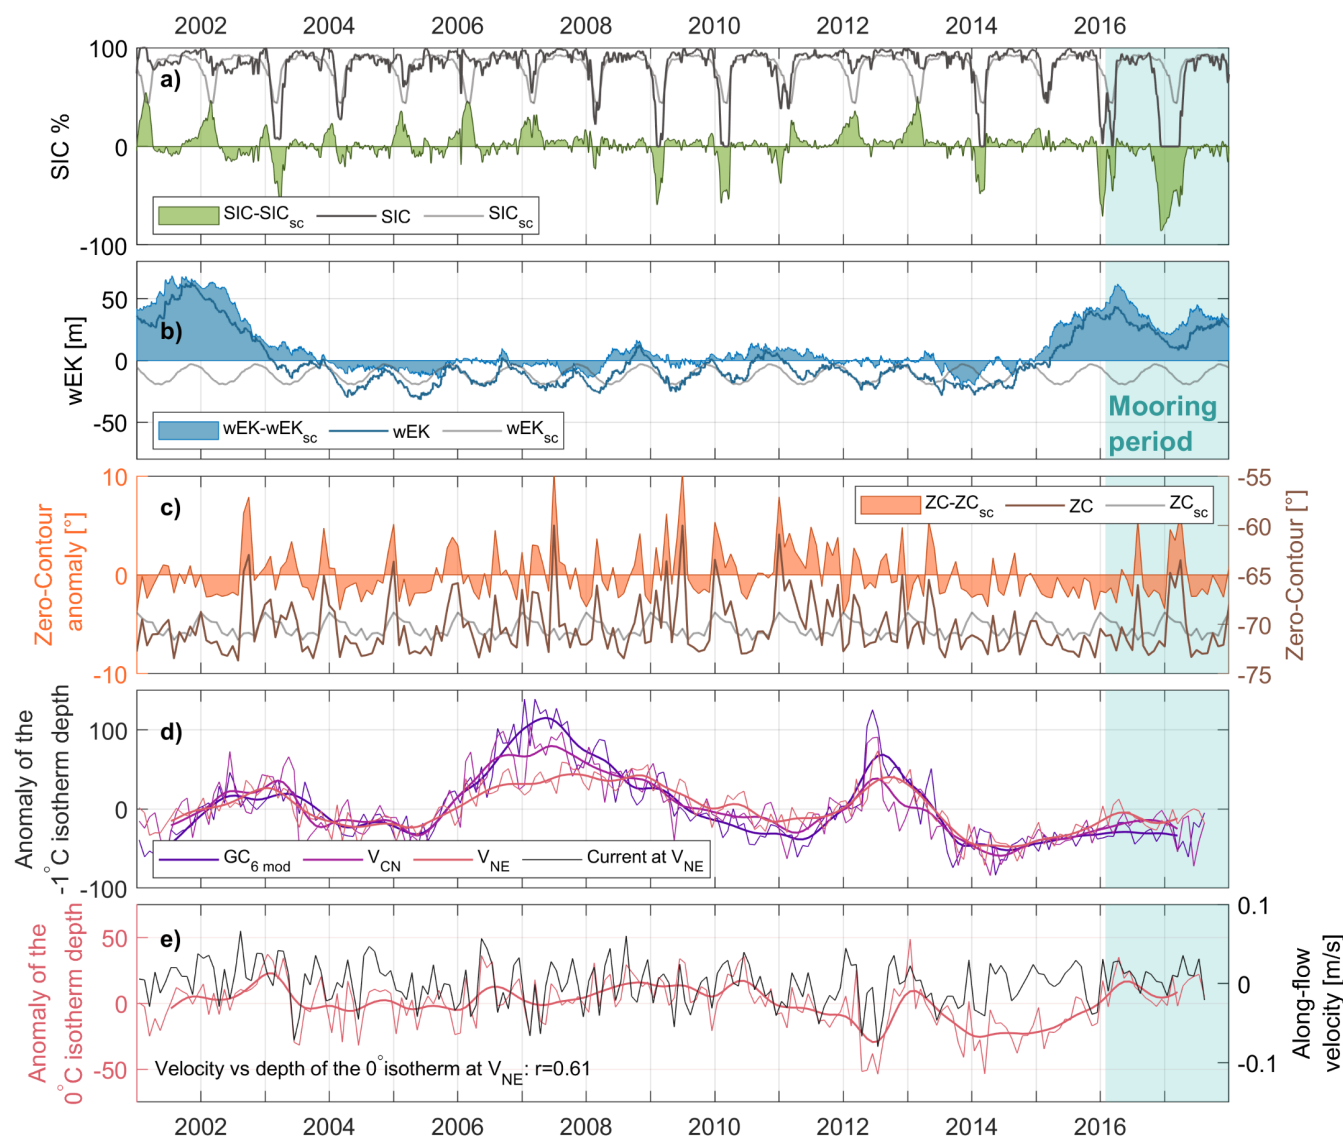 2002 2004 2006 2008 2010 2012 2014 2016
100
0
-100
SIC %
a)
SIC-SICsc SIC SICsc
50
0
-50
wEK [m]
b)
wEK-wEKsc wEK wEKsc
Mooring
period
10
0
-10
Zero-Contour
anomaly [°]
c)
ZC-ZCsc ZC ZCsc
-55
-60
-65
-70
-75
Zero-Contour [°]
100
0
-100
Anomaly of the
-1°C isotherm depth
d)
GC6 mod VCN VNE Current at VNE
50
0
-50
Anomaly of the
0°C isotherm depth
e)
Velocity vs depth of the 0°isotherm at VNE: r=0.61
0.1
0
-0.1
Along-flow
velocity [m/s]
2002 2004 2006 2008 2010 2012 2014 2016